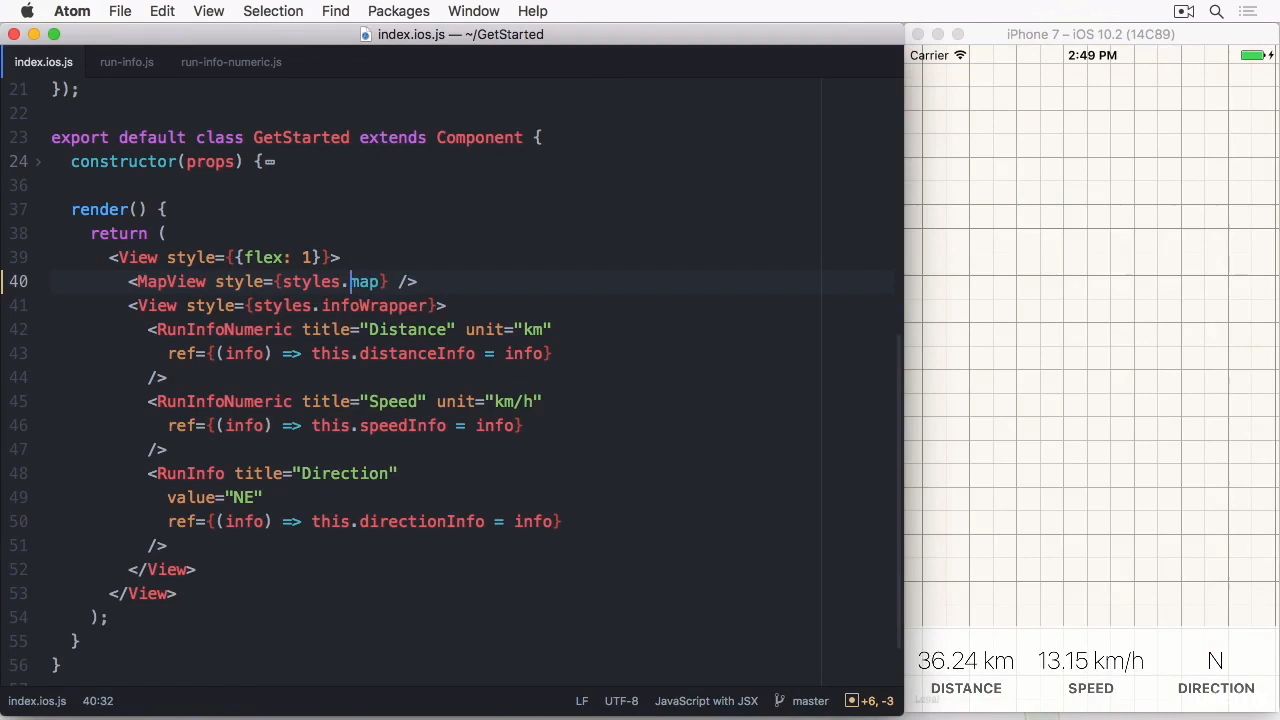 Atom File Edit View Selection Find Packages Window Help
index.ios.js — ~/GetStarted
index.ios.js run-info.js run-info-numeric.js
21 });
22
23 export default class GetStarted extends Component {
24 constructor(props) {
36
37 render() {
38 return (
39 <View style={{flex: 1}}>
40 <MapView style={styles.map} />
41 <View style={styles.infoWrapper}>
42 <RunInfoNumeric title="Distance" unit="km"
43 ref={(info) => this.distanceInfo = info}
44 />
45 <RunInfoNumeric title="Speed" unit="km/h"
46 ref={(info) => this.speedInfo = info}
47 />
48 <RunInfo title="Direction"
49 value="NE"
50 ref={(info) => this.directionInfo = info}
51 />
52 </View>
53 </View>
54 );
55 }
56 }
index.ios.js 40:32 LF UTF-8 JavaScript with JSX master +6, -3
iPhone 7 – iOS 10.2 (14C89)
Carrier 2:49 PM
36.24 km 13.15 km/h N
DISTANCE SPEED DIRECTION
Legal